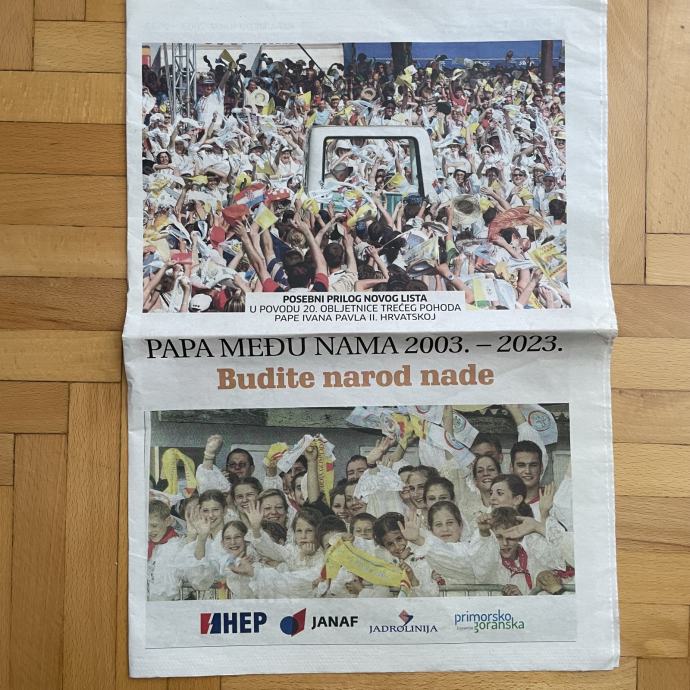 POSEBNI PRILOG NOVOG LISTA
U POVODU 20. OBLJETNICE TREĆEG POHODA
PAPE IVANA PAVLA II. HRVATSKOJ
PAPA MEĐU NAMA 2003. – 2023.
Budite narod nade
HEP
JANAF
JADROLINIJA
primorsko
goranska